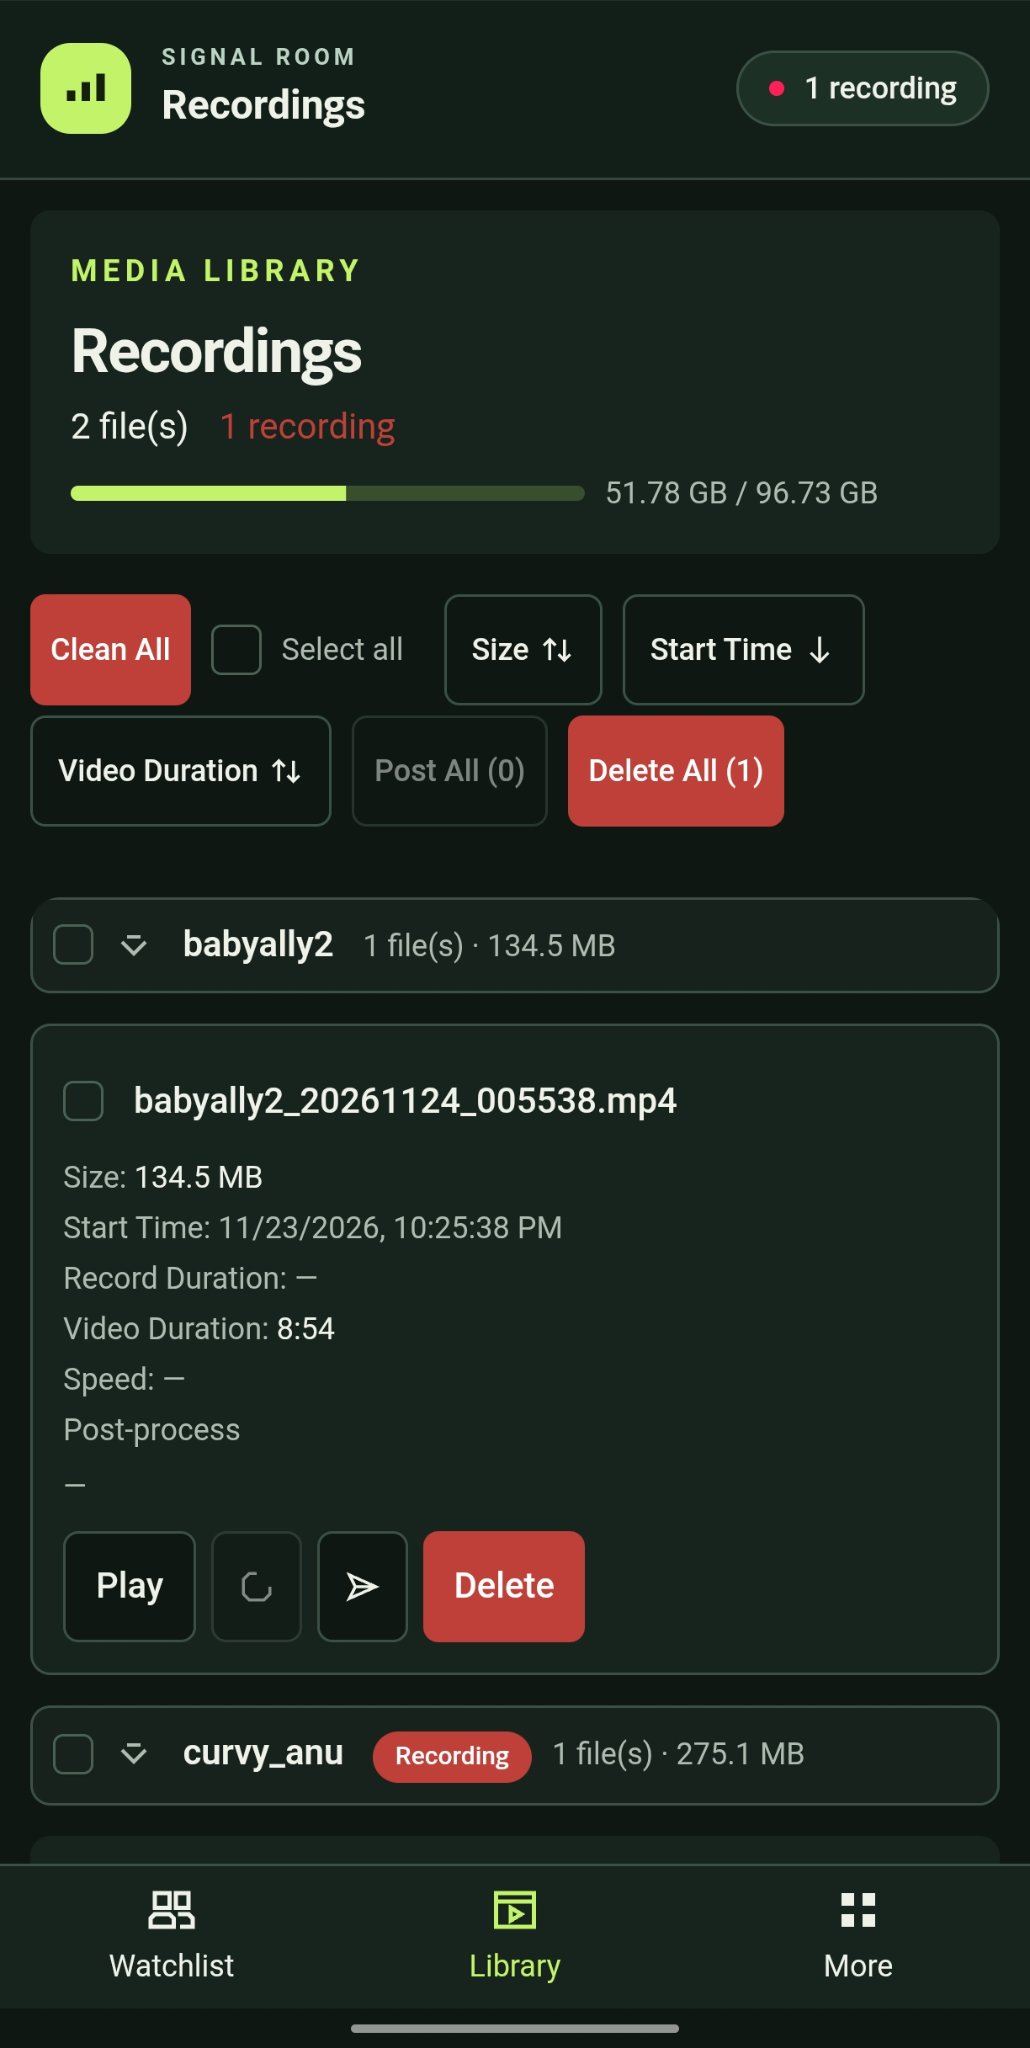 SIGNAL ROOM
Recordings
1 recording
MEDIA LIBRARY
Recordings
2 file(s) 1 recording
51.78 GB / 96.73 GB
Clean All Select all Size ↑↓ Start Time ↓
Video Duration ↑↓ Post All (0) Delete All (1)
babyally2 1 file(s) · 134.5 MB
babyally2_20261124_005538.mp4
Size: 134.5 MB
Start Time: 11/23/2026, 10:25:38 PM
Record Duration: —
Video Duration: 8:54
Speed: —
Post-process
—
Play Delete
curvy_anu Recording 1 file(s) · 275.1 MB
Watchlist Library More